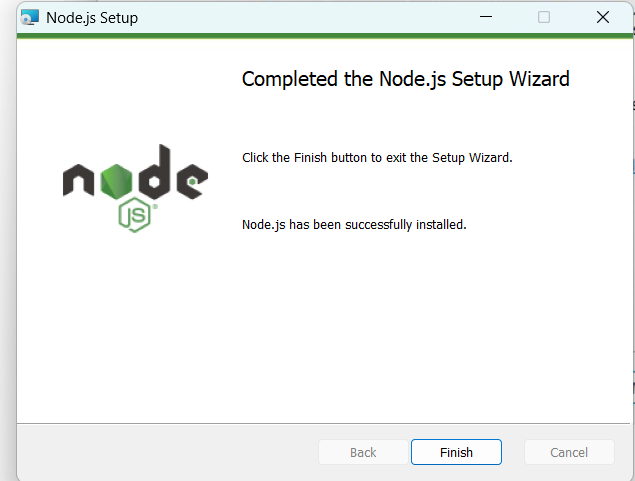 Node.js Setup
Completed the Node.js Setup Wizard
Click the Finish button to exit the Setup Wizard.
node
JS®
Node.js has been successfully installed.
Back
Finish
Cancel